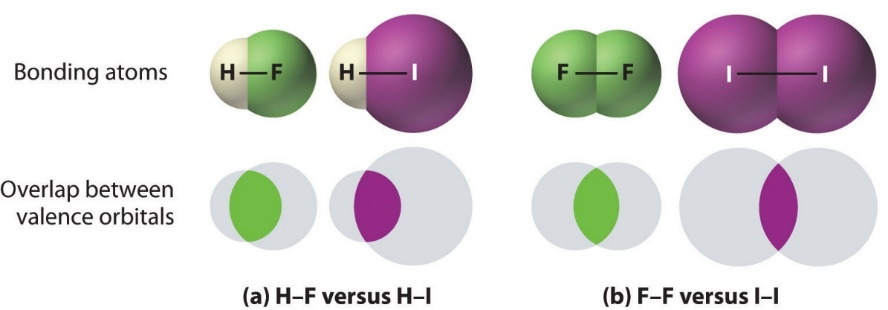 Bonding atoms
H–F
H–I
F–F
I–I
Overlap between
valence orbitals
(a) H–F versus H–I
(b) F–F versus I–I